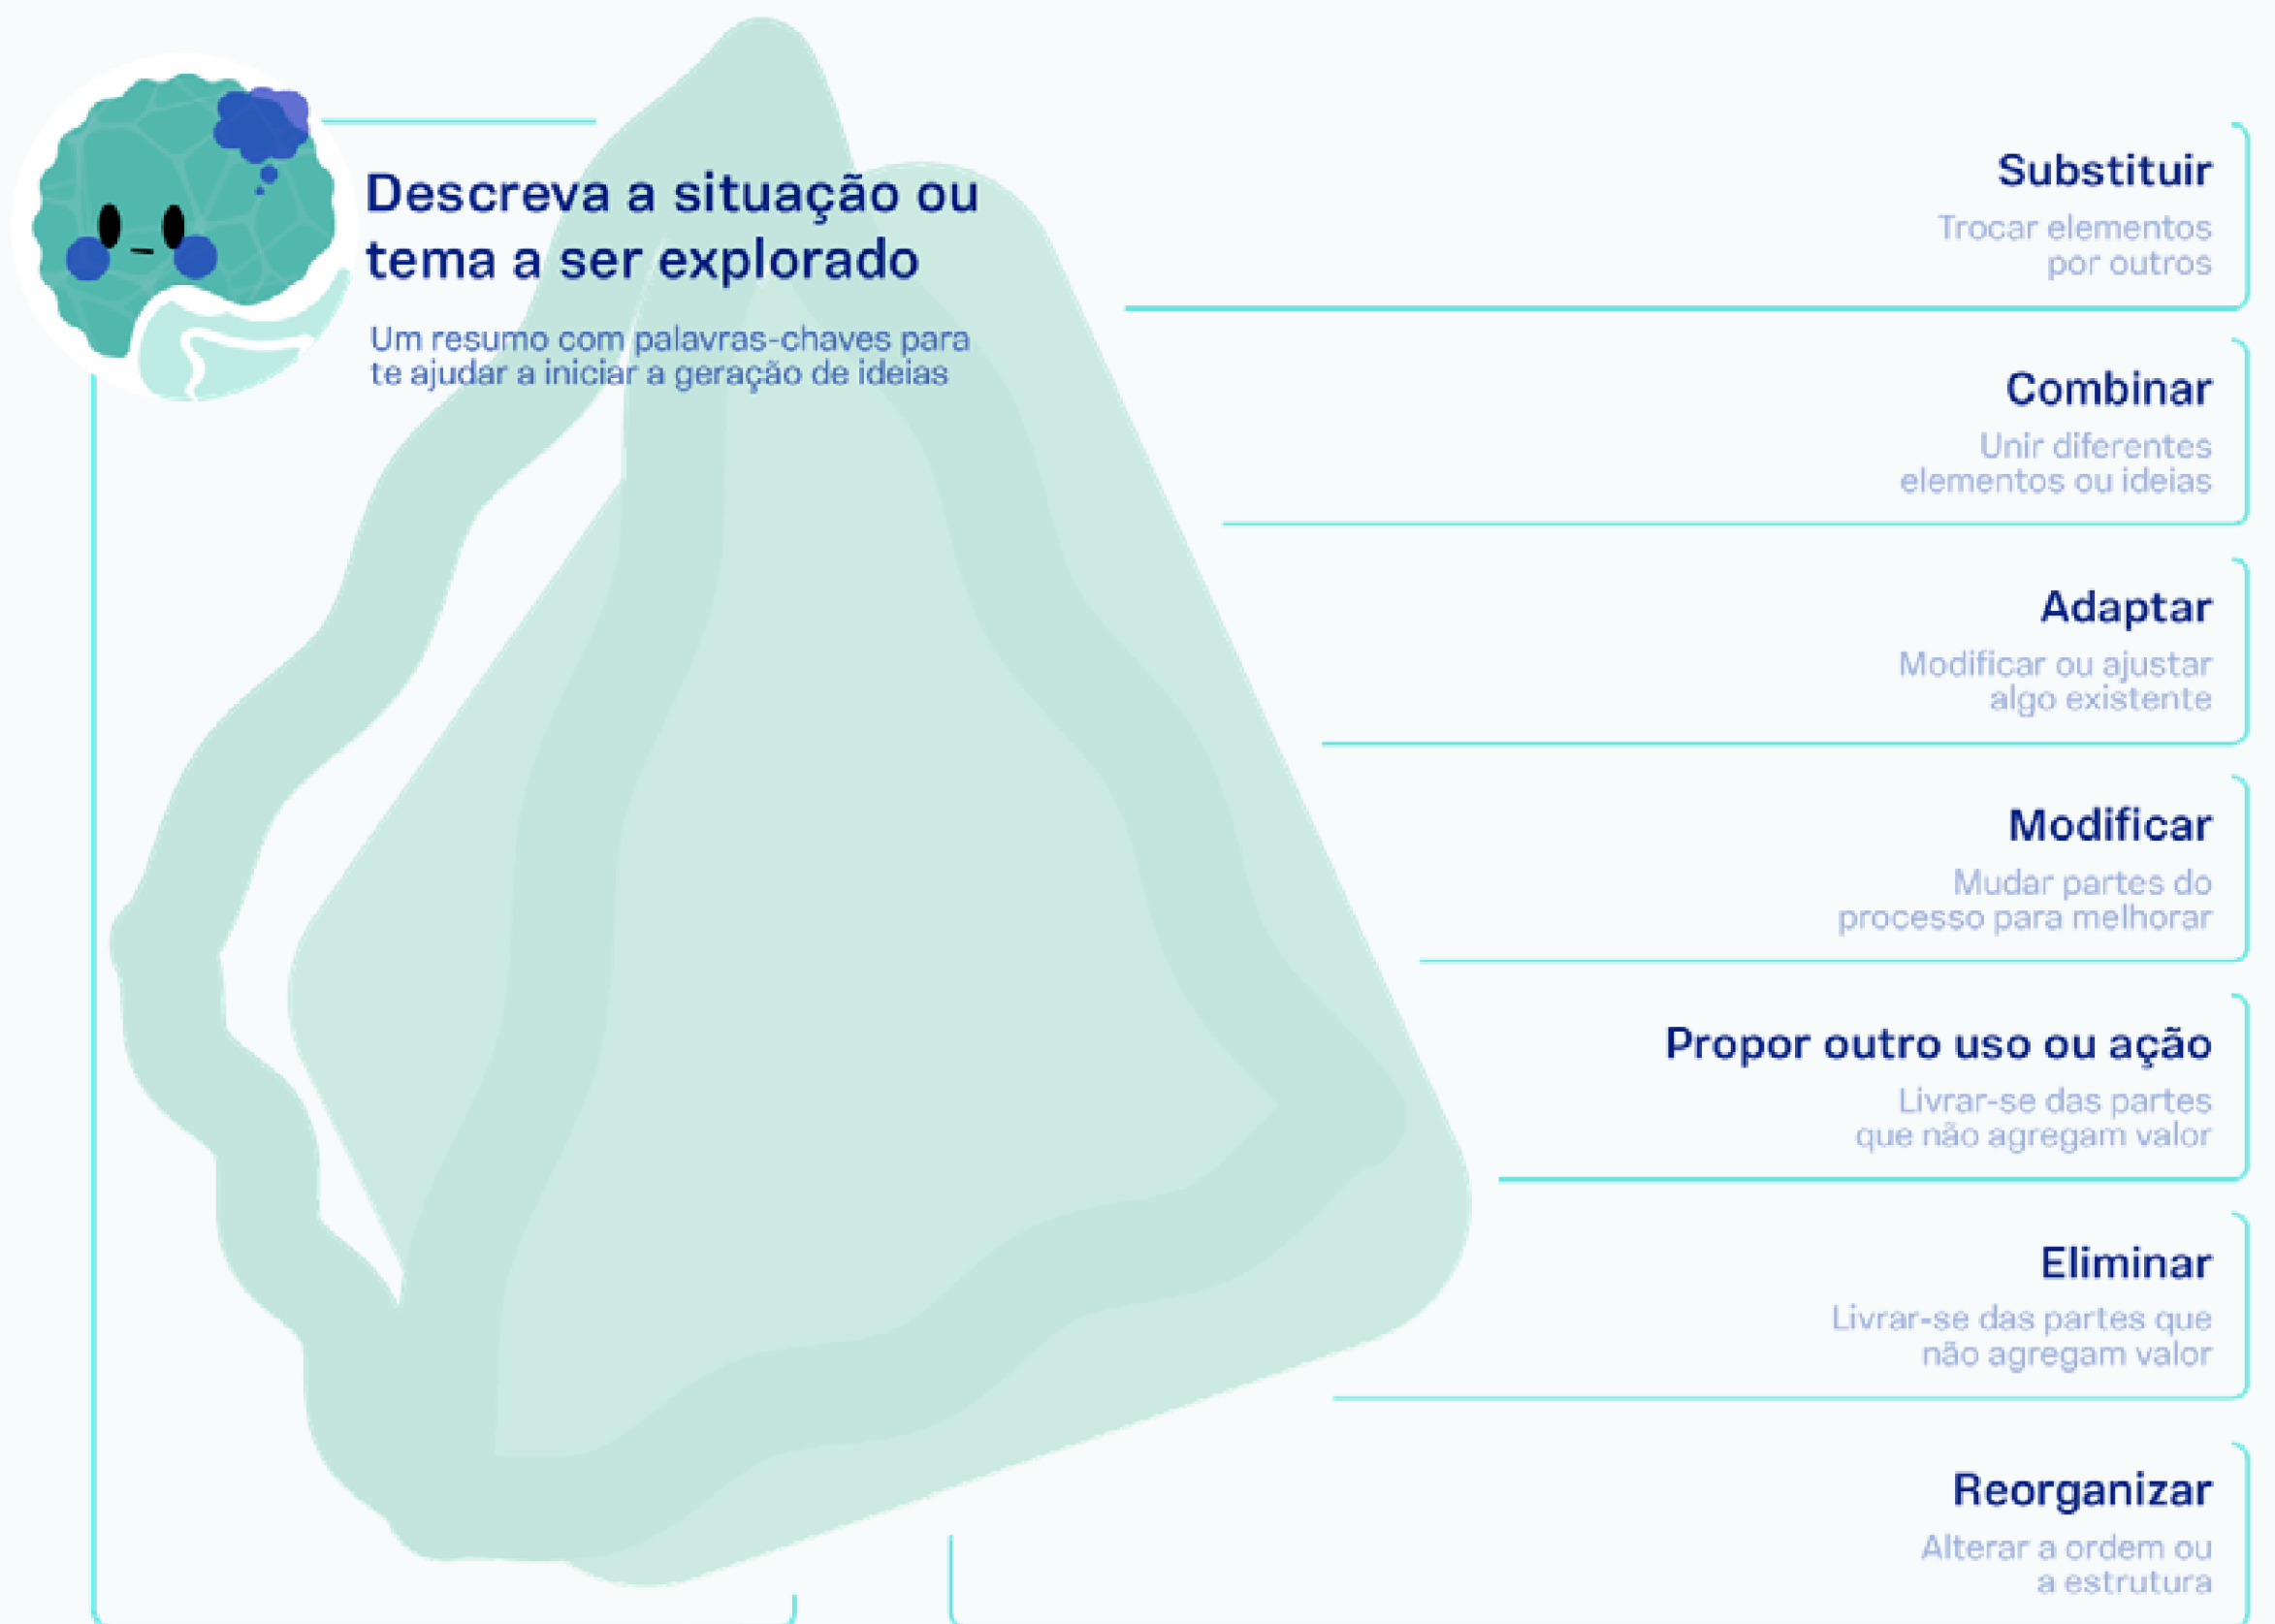 Descreva a situação ou
tema a ser explorado
Um resumo com palavras-chaves para
te ajudar a iniciar a geração de ideias
Substituir
Trocar elementos
por outros
Combinar
Unir diferentes
elementos ou ideias
Adaptar
Modificar ou ajustar
algo existente
Modificar
Mudar partes do
processo para melhorar
Propor outro uso ou ação
Livrar-se das partes
que não agregam valor
Eliminar
Livrar-se das partes que
não agregam valor
Reorganizar
Alterar a ordem ou
a estrutura